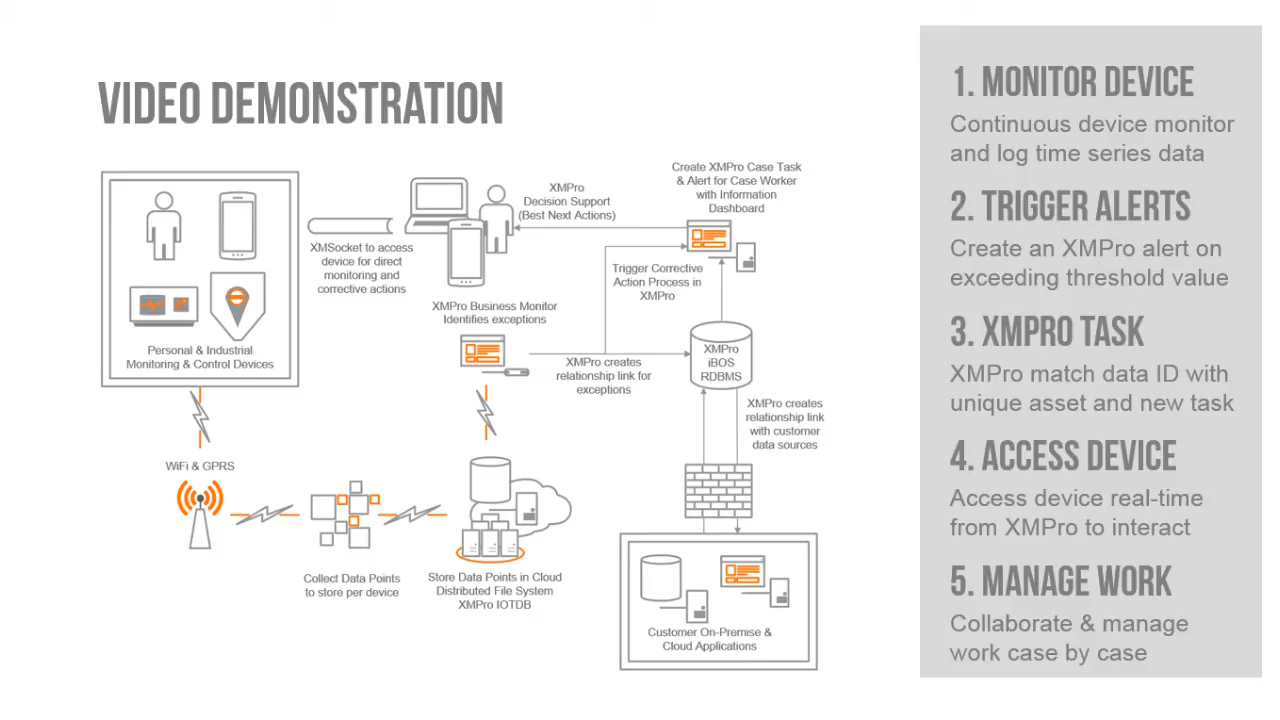 VIDEO DEMONSTRATION
Personal & Industrial
Monitoring & Control Devices
WiFi & GPRS
XMSocket to access
device for direct
monitoring and
corrective actions
XMPro
Decision Support
(Best Next Actions)
Create XMPro Case Task
& Alert for Case Worker
with Information
Dashboard
Trigger Corrective
Action Process in
XMPro
XMPro Business Monitor
Identifies exceptions
XMPro creates
relationship link for
exceptions
XMPro
iBOS
RDBMS
XMPro creates
relationship link
with customer
data sources
Collect Data Points
to store per device
Store Data Points in Cloud
Distributed File System
XMPro IOTDB
Customer On-Premise &
Cloud Applications
1. MONITOR DEVICE
Continuous device monitor
and log time series data
2. TRIGGER ALERTS
Create an XMPro alert on
exceeding threshold value
3. XMPRO TASK
XMPro match data ID with
unique asset and new task
4. ACCESS DEVICE
Access device real-time
from XMPro to interact
5. MANAGE WORK
Collaborate & manage
work case by case